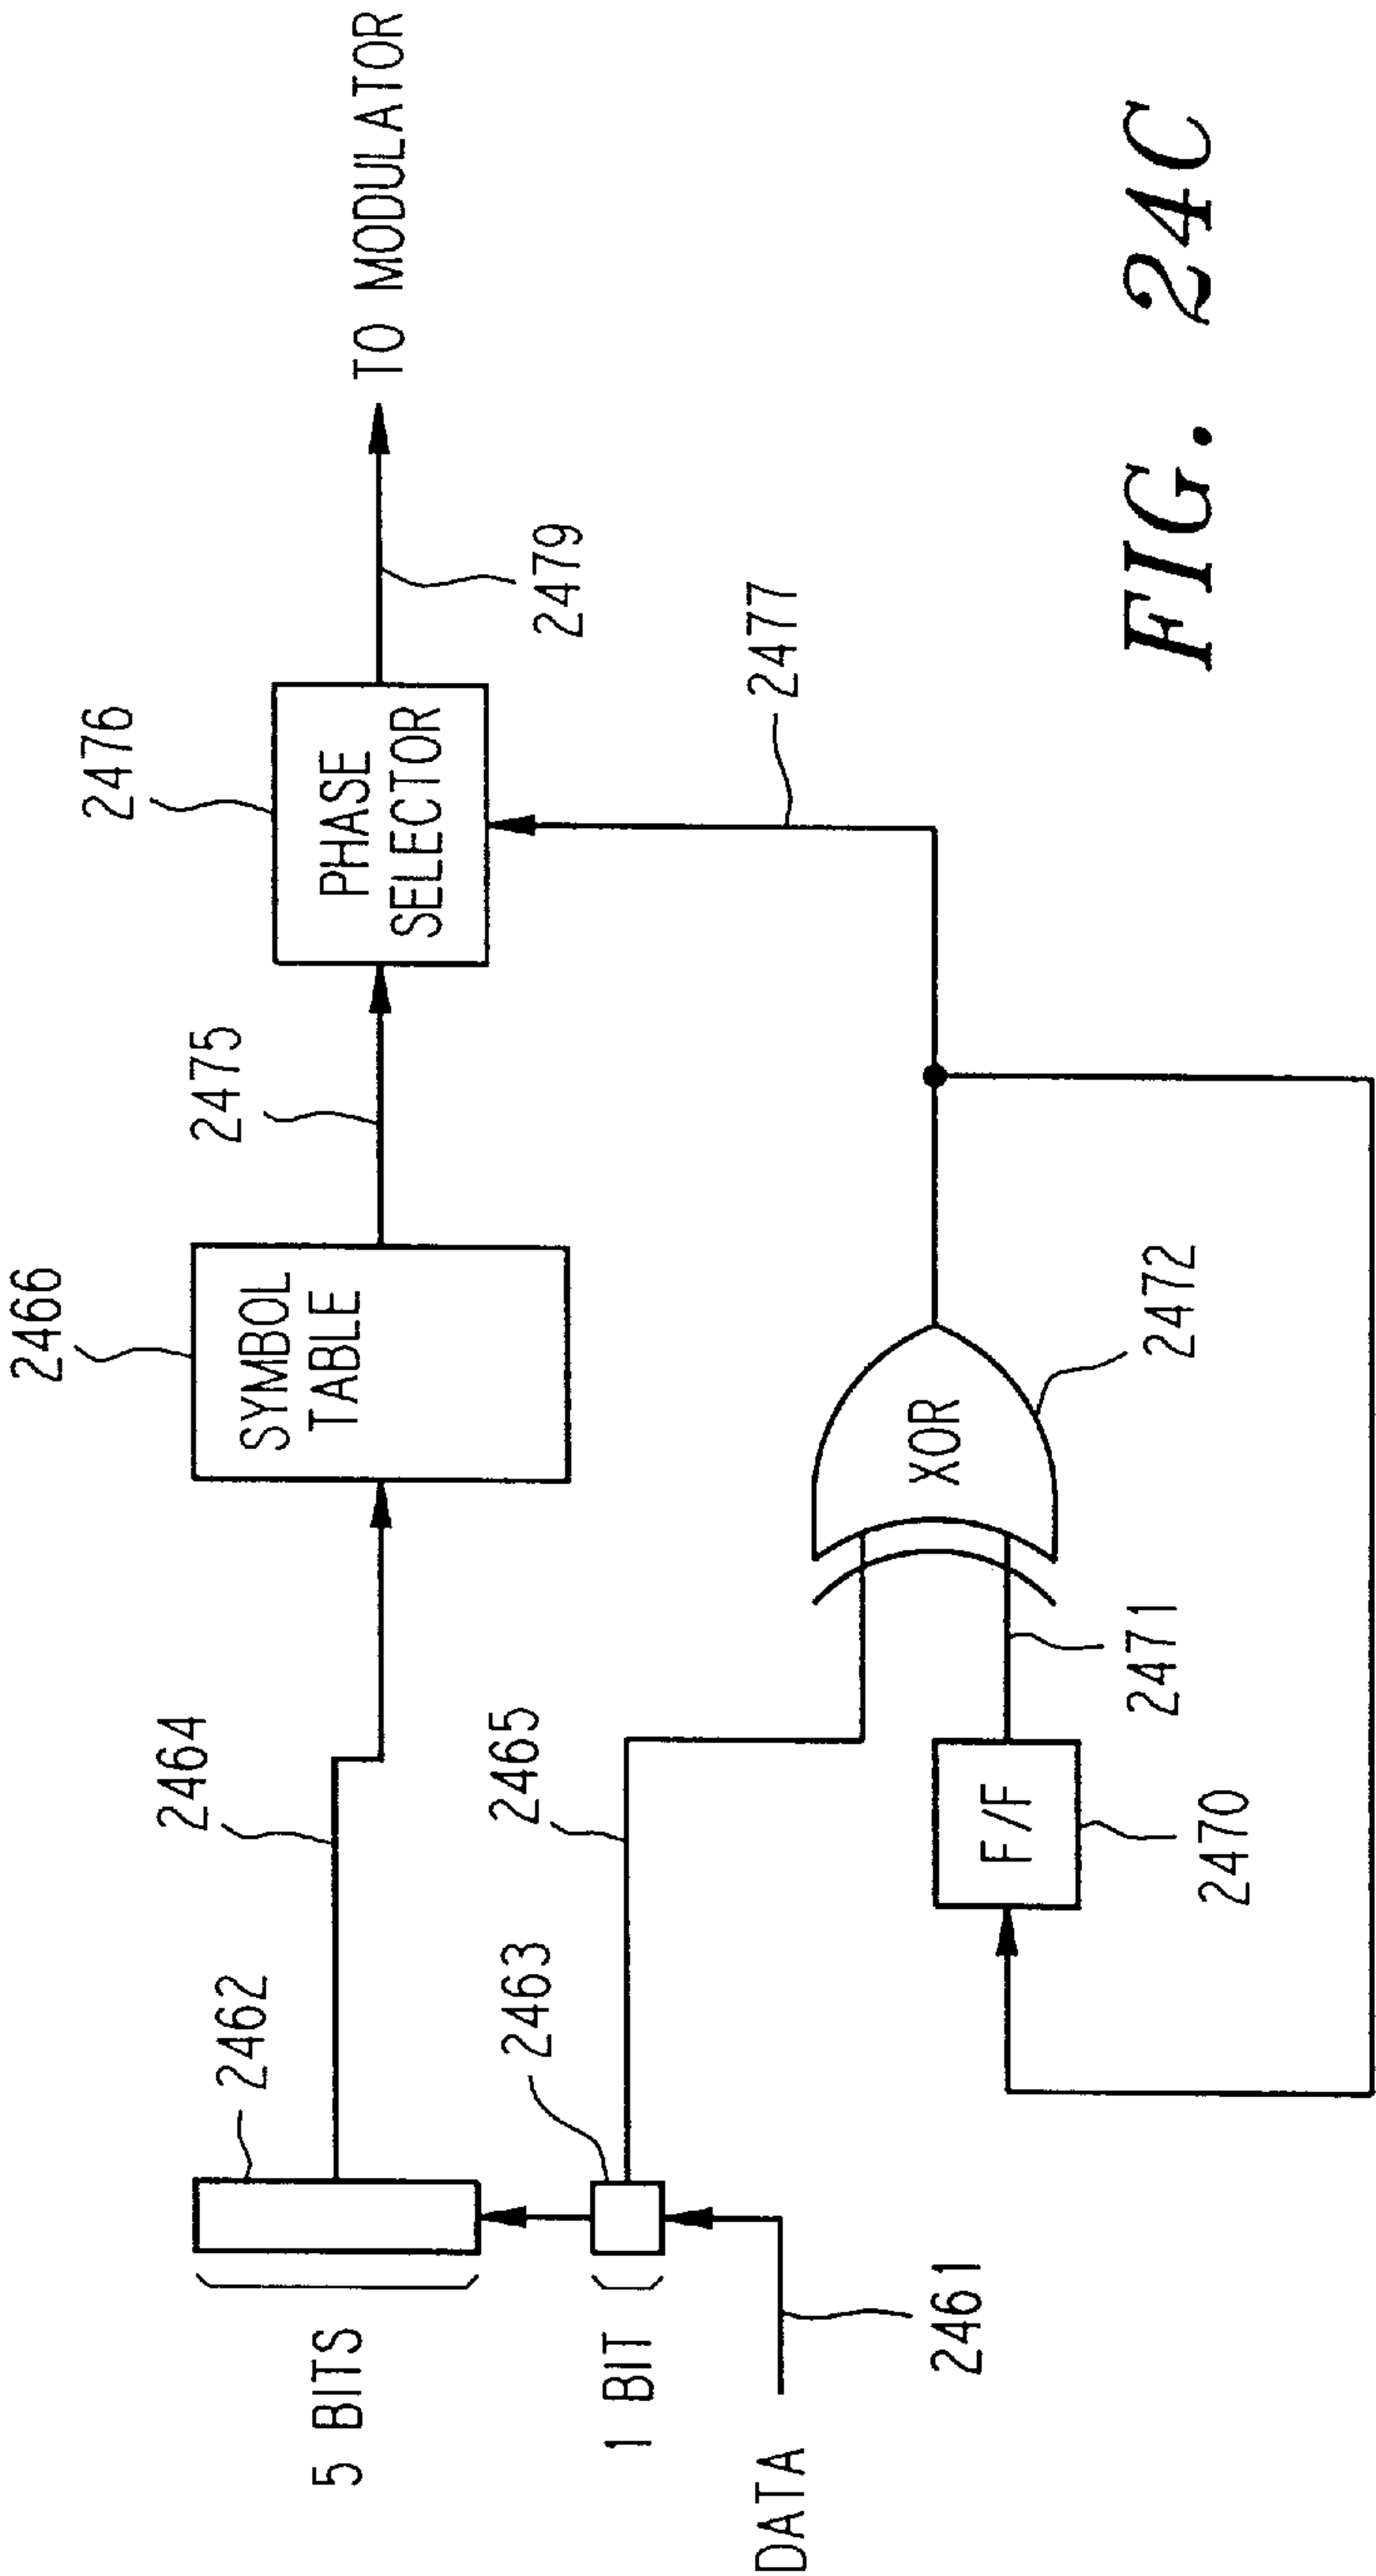 2466
2476
TO MODULATOR
2464
2475
2462
SYMBOL
TABLE
PHASE
SELECTOR
5 BITS
2479
2463
2465
1 BIT
2477
DATA
2461
XOR
F/F
2471
2472
2470
FIG. 24C